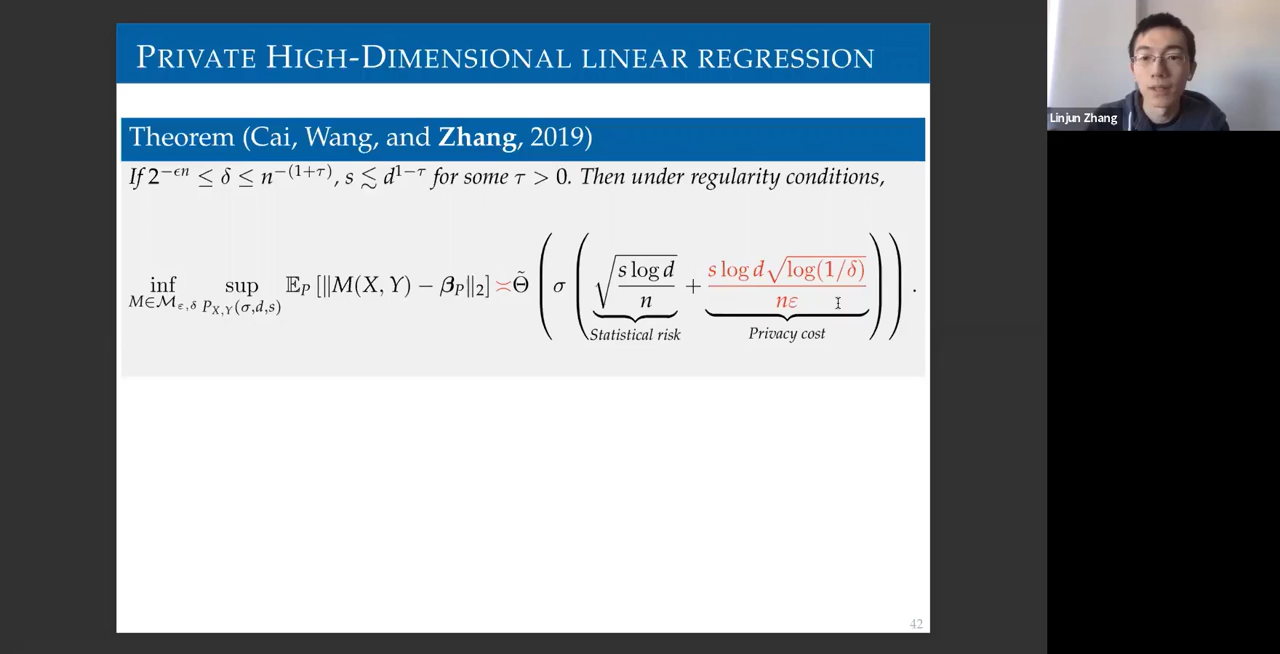 PRIVATE HIGH-DIMENSIONAL LINEAR REGRESSION
Theorem (Cai, Wang, and Zhang, 2019)
If 2^{-ϵn} ≤ δ ≤ n^{-(1+τ)}, s ≲ d^{1-τ} for some τ > 0. Then under regularity conditions,
inf_{M∈ℳ_{ε,δ}} sup_{P_{X,Y}(σ,d,s)} 𝔼_P [‖M(X, Y) − β_P‖_2] ≍ Θ̃ ( σ ( √(s log d / n) + s log d √(log(1/δ)) / nε ) ) .
Statistical risk Privacy cost
42
Linjun Zhang